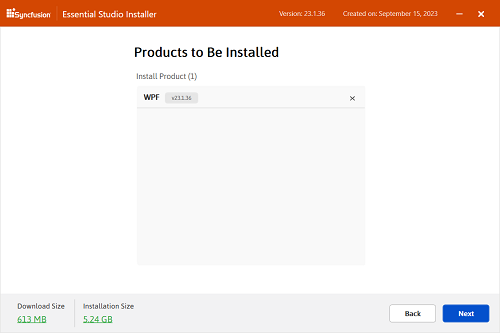 Syncfusion Essential Studio Installer Version: 23.1.36 Created on: September 15, 2023
Products to Be Installed
Install Product (1)
WPF v23.1.36
Download Size Installation Size
613 MB 5.24 GB
Back Next